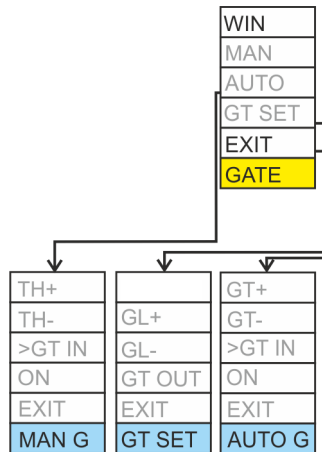 WIN
MAN
AUTO
GT SET
EXIT
GATE
TH+
TH-
>GT IN
ON
EXIT
MAN G
GL+
GL-
GT OUT
EXIT
GT SET
GT+
GT-
>GT IN
ON
EXIT
AUTO G